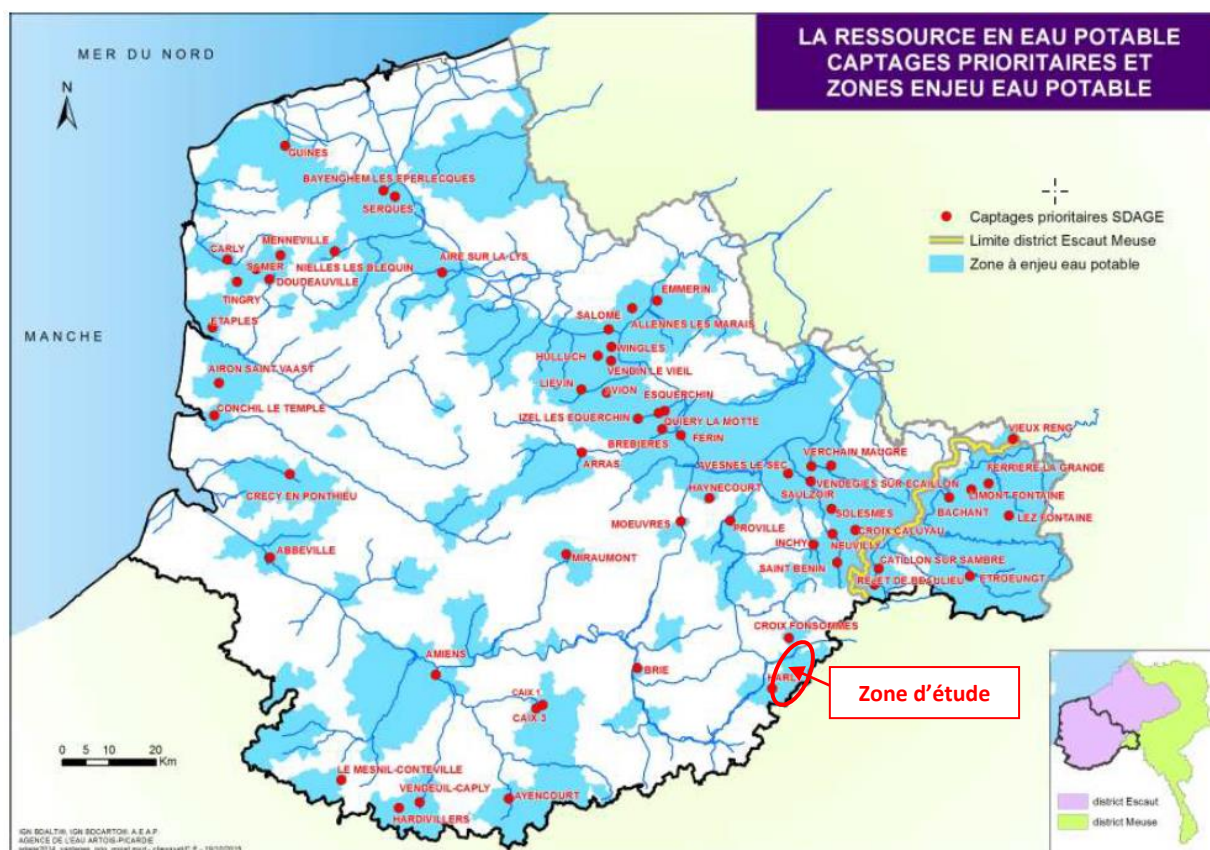 LA RESSOURCE EN EAU POTABLE
CAPTAGES PRIORITAIRES ET
ZONES ENJEU EAU POTABLE
MER DU NORD
N
MANCHE
Captages prioritaires SDAGE
Limite district Escaut Meuse
Zone à enjeu eau potable
GUINES
BAYENGHEM LES EPERLECQUES
SERQUES
CARLY
MENNEVILLE
SAMER
NIELLES LES BLEQUIN
AIRE SUR LA LYS
DOUDEAUVILLE
TINGRY
ETAPLES
EMMERIN
SALOME
ALLENNES LES MARAIS
WINGLES
HULLUCH
VENDIN LE VIEIL
AIRON SAINT VAAST
LIEVIN
AVION
ESQUERCHIN
CONCHIL LE TEMPLE
IZEL LES EQUERCHIN
QUIERY LA MOTTE
FERIN
BREBIERES
VIEUX RENG
ARRAS
AVESNES LE SEC
VERCHAIN MAUGRE
FERRIERE LA GRANDE
CRECY EN PONTHIEU
HAYNECOURT
VENDEGIES SUR ECAILLON
SAULZOIR
LIMONT FONTAINE
BACHANT
SOLESMES
LEZ FONTAINE
MOEUVRES
PROVILLE
CROIX CALUYAU
INCHY
NEUVILLY
ABBEVILLE
MIRAUMONT
SAINT BENIN
CATILLON SUR SAMBRE
REJET DE BEAULIEU
ETROEUNGT
CROIX FONSOMMES
AMIENS
BRIE
HARL
Zone d'étude
CAIX 1
CAIX 3
0 5 10 20
Km
LE MESNIL-CONTEVILLE
VENDEUIL-CAPLY
AYENCOURT
HARDIVILLERS
district Escaut
district Meuse
AGENCE DE L'EAU ARTOIS-PICARDIE